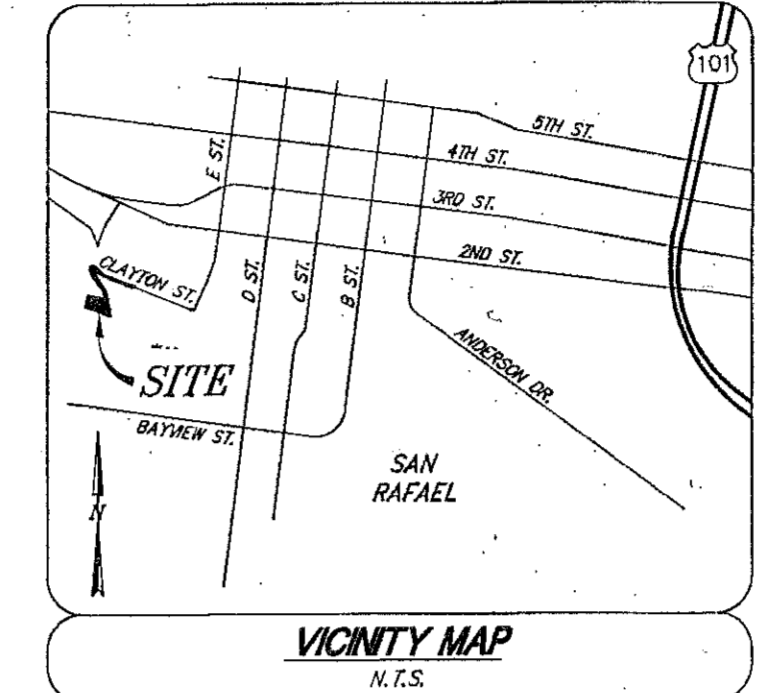 101
5TH ST.
4TH ST.
E ST.
3RD ST.
2ND ST.
CLAYTON ST.
D ST.
C ST.
B ST.
ANDERSON DR.
SITE
BAYVIEW ST.
SAN
RAFAEL
N
VICINITY MAP
N.T.S.